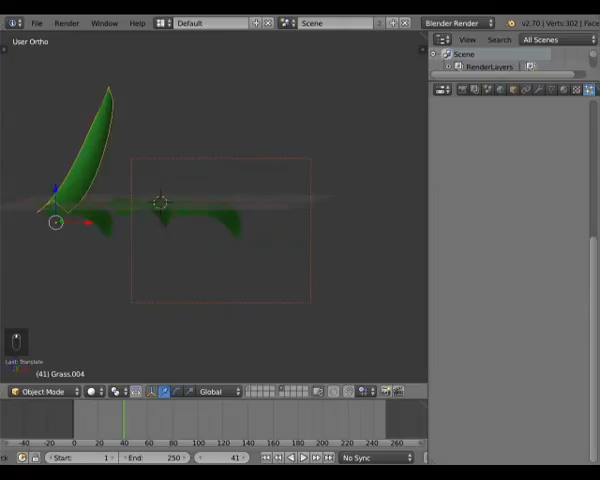 File Render Window Help Default Scene 2 Blender Render v2.70 | Verts:302 | Face
User Ortho
View Search All Scenes
Scene
RenderLayers
Last: Translate
(41) Grass.004
Object Mode Global
-40 -20 0 20 40 60 80 100 120 140 160 180 200 220 240 260
ck Start: 1 End: 250 41 No Sync